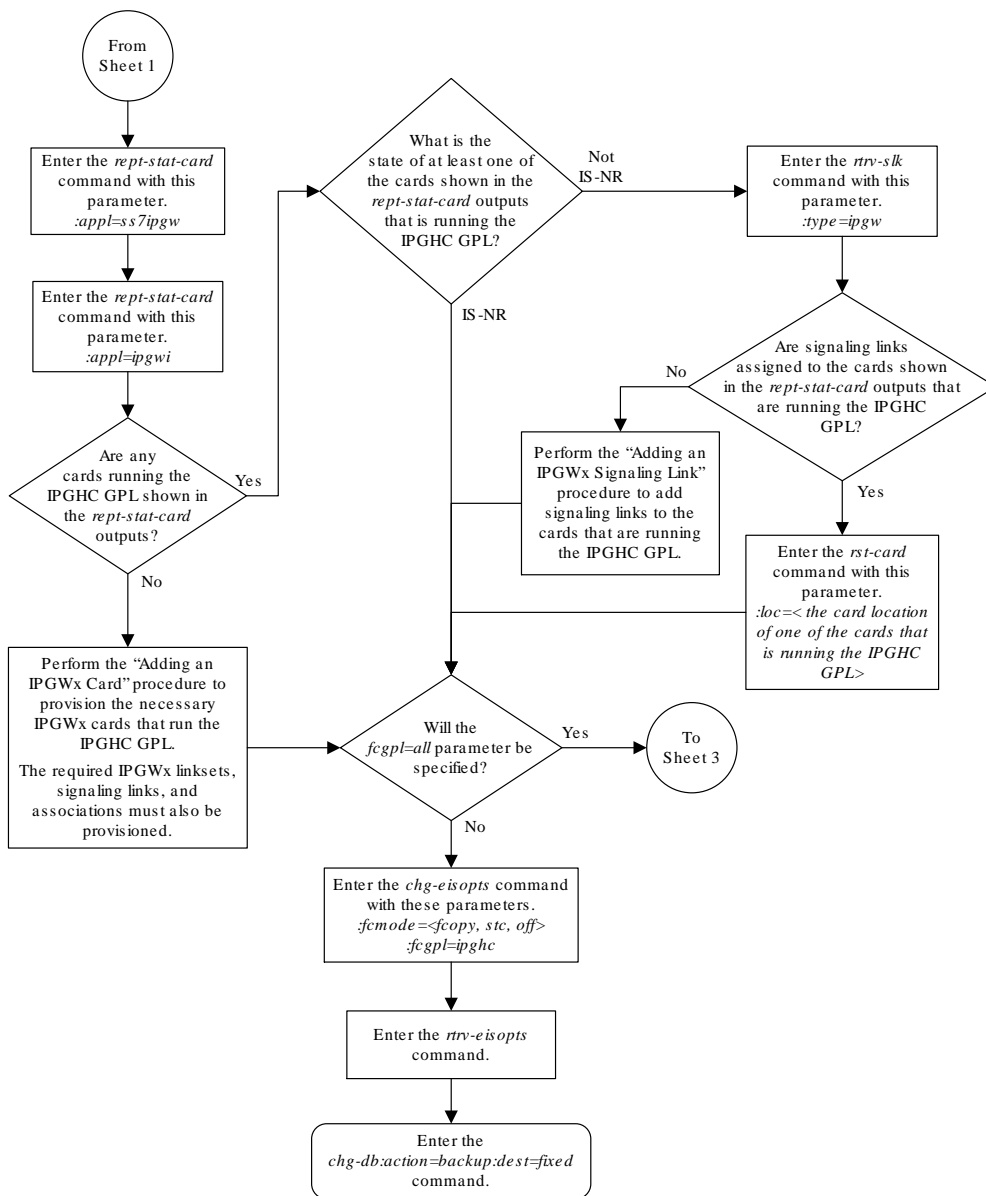 From
Sheet 1
Enter the rept-stat-card
command with this
parameter.
:appl=ss7ipgw
Enter the rept-stat-card
command with this
parameter.
:appl=ipgwi
Are any
cards running the
IPGHC GPL shown in
the rept-stat-card
outputs?
Yes
No
Perform the “Adding an
IPGWx Card” procedure to
provision the necessary
IPGWx cards that run the
IPGHC GPL.
The required IPGWx linksets,
signaling links, and
associations must also be
provisioned.
What is the
state of at least one of
the cards shown in the
rept-stat-card outputs
that is running the
IPGHC GPL?
Not
IS-NR
IS-NR
Enter the rtrv-slk
command with this
parameter.
:type=ipgw
Are signaling links
assigned to the cards shown
in the rept-stat-card outputs that
are running the IPGHC
GPL?
No
Yes
Perform the “Adding an
IPGWx Signaling Link”
procedure to add
signaling links to the
cards that are running
the IPGHC GPL.
Enter the rst-card
command with this
parameter.
:loc=< the card location
of one of the cards that
is running the IPGHC
GPL>
Will the
fcgpl=all parameter be
specified?
Yes
To
Sheet 3
No
Enter the chg-eisopts command
with these parameters.
:fcmode=<fcopy, stc, off>
:fcgpl=ipghc
Enter the rtrv-eisopts
command.
Enter the
chg-db:action=backup:dest=fixed
command.